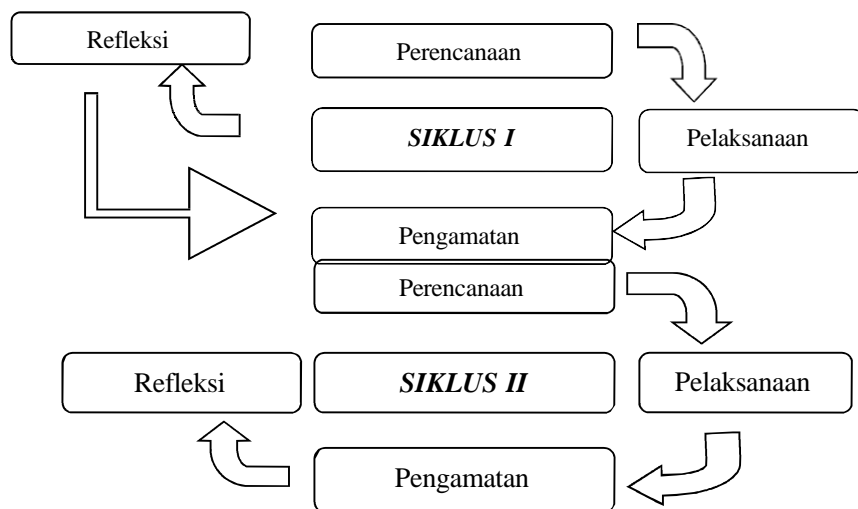 Refleksi
Perencanaan
SIKLUS I
Pelaksanaan
Pengamatan
Perencanaan
Refleksi
SIKLUS II
Pelaksanaan
Pengamatan